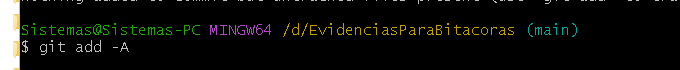 Sistemas@Sistemas-PC MINGW64 /d/EvidenciasParaBitacoras (main)
$ git add -A